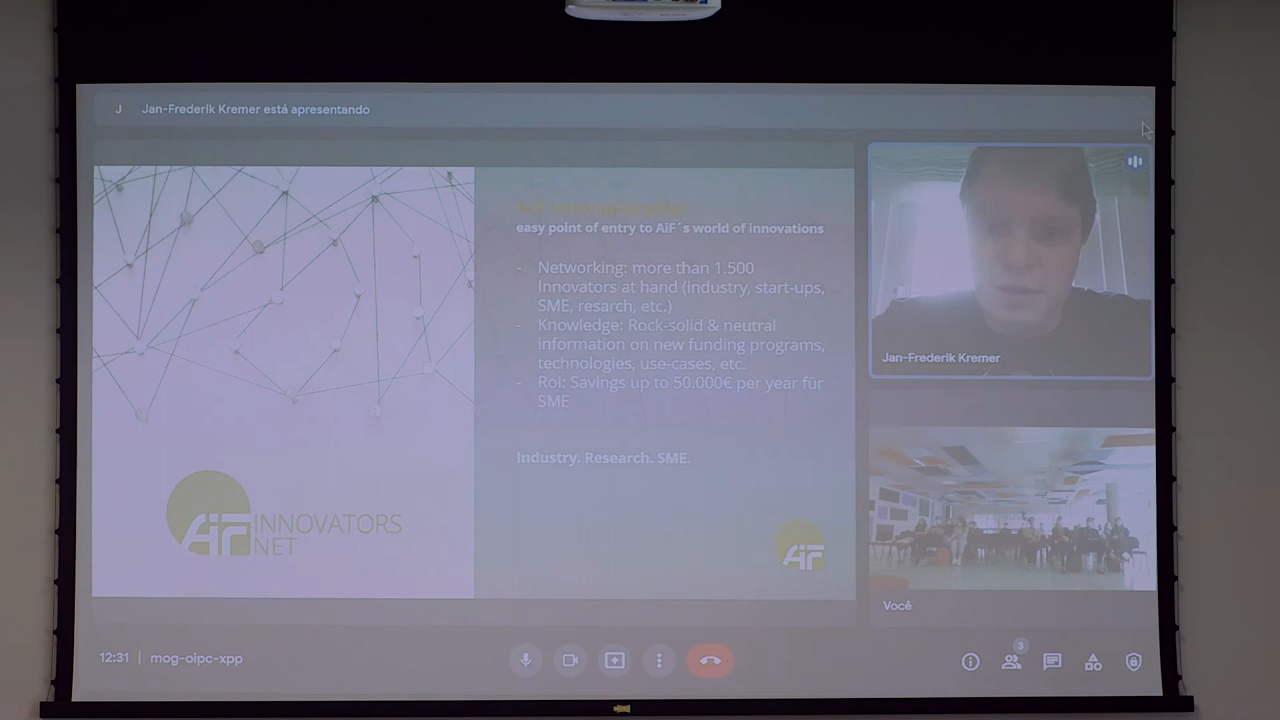 J Jan-Frederik Kremer está apresentando
easy point of entry to AiF´s world of innovations
- Networking: more than 1.500
Innovators at hand (industry, start-ups,
SME, resarch, etc.)
- Knowledge: Rock-solid & neutral
information on new funding programs,
technologies, use-cases, etc.
- RoI: Savings up to 50.000€ per year für
SME
Industry. Research. SME.
AiF INNOVATORS
NET
AiF
Jan-Frederik Kremer
Você
12:31 | mog-oipc-xpp
3